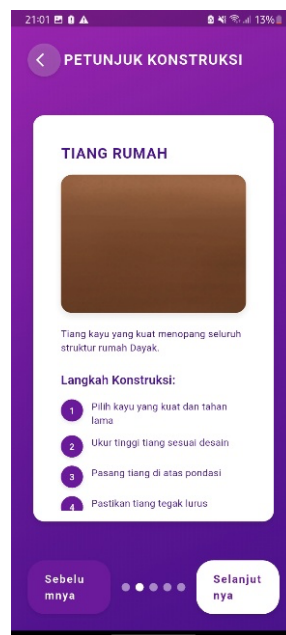 21:01 13%
PETUNJUK KONSTRUKSI
TIANG RUMAH
Tiang kayu yang kuat menopang seluruh
struktur rumah Dayak.
Langkah Konstruksi:
1 Pilih kayu yang kuat dan tahan
lama
2 Ukur tinggi tiang sesuai desain
3 Pasang tiang di atas pondasi
4 Pastikan tiang tegak lurus
Sebelu
mnya
Selanjut
nya